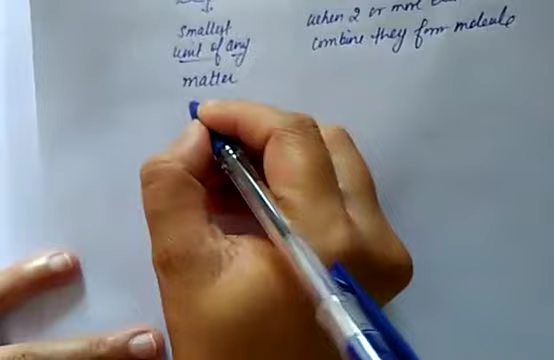 Smallest
unit of any
matter
when 2 or more
combine they form molecule